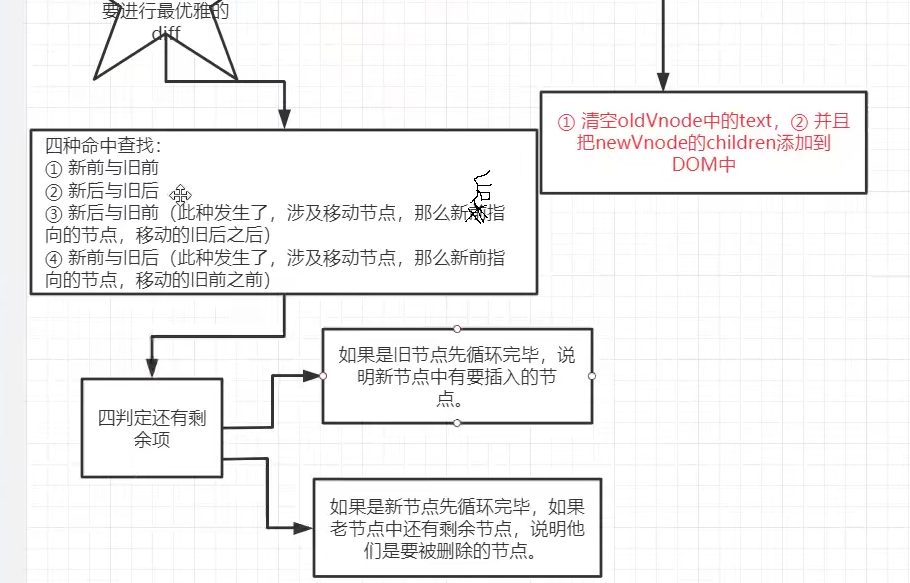 要进行最优雅的
diff
① 清空oldVnode中的text，② 并且
把newVnode的children添加到
DOM中
四种命中查找：
① 新前与旧前
② 新后与旧后
③ 新后与旧前（此种发生了，涉及移动节点，那么新前指
向的节点，移动的旧后之后）
④ 新前与旧后（此种发生了，涉及移动节点，那么新前指
向的节点，移动的旧前之前）
如果是旧节点先循环完毕，说
明新节点中有要插入的节
点。
四判定还有剩
余项
如果是新节点先循环完毕，如果
老节点中还有剩余节点，说明他
们是要被删除的节点。